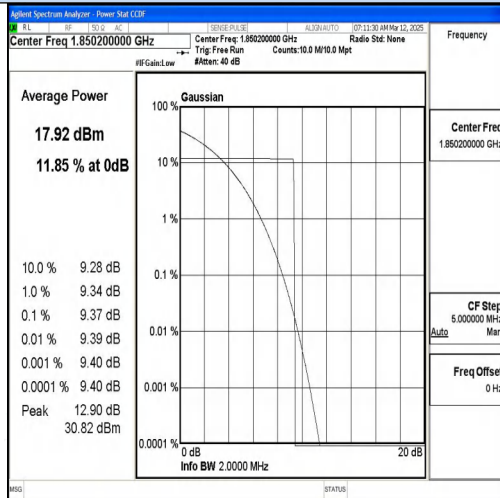 Agilent Spectrum Analyzer - Power Stat CCDF
RL RF 50 Ω AC SENSE:PULSE ALIGN AUTO 07:11:30 AM Mar 12, 2025
Center Freq 1.850200000 GHz
Center Freq: 1.850200000 GHz Radio Std: None
Trig: Free Run Counts:10.0 M/10.0 Mpt
#IFGain:Low #Atten: 40 dB
Frequency
Average Power
17.92 dBm
11.85 % at 0dB
10.0 % 9.28 dB
1.0 % 9.34 dB
0.1 % 9.37 dB
0.01 % 9.39 dB
0.001 % 9.40 dB
0.0001 % 9.40 dB
Peak 12.90 dB
30.82 dBm
Gaussian
100 %
10 %
1 %
0.1 %
0.01 %
0.001 %
0.0001 %
0 dB 20 dB
Info BW 2.0000 MHz
Center Freq
1.850200000 GHz
CF Step
5.000000 MHz
Auto Man
Freq Offset
0 Hz
MSG STATUS